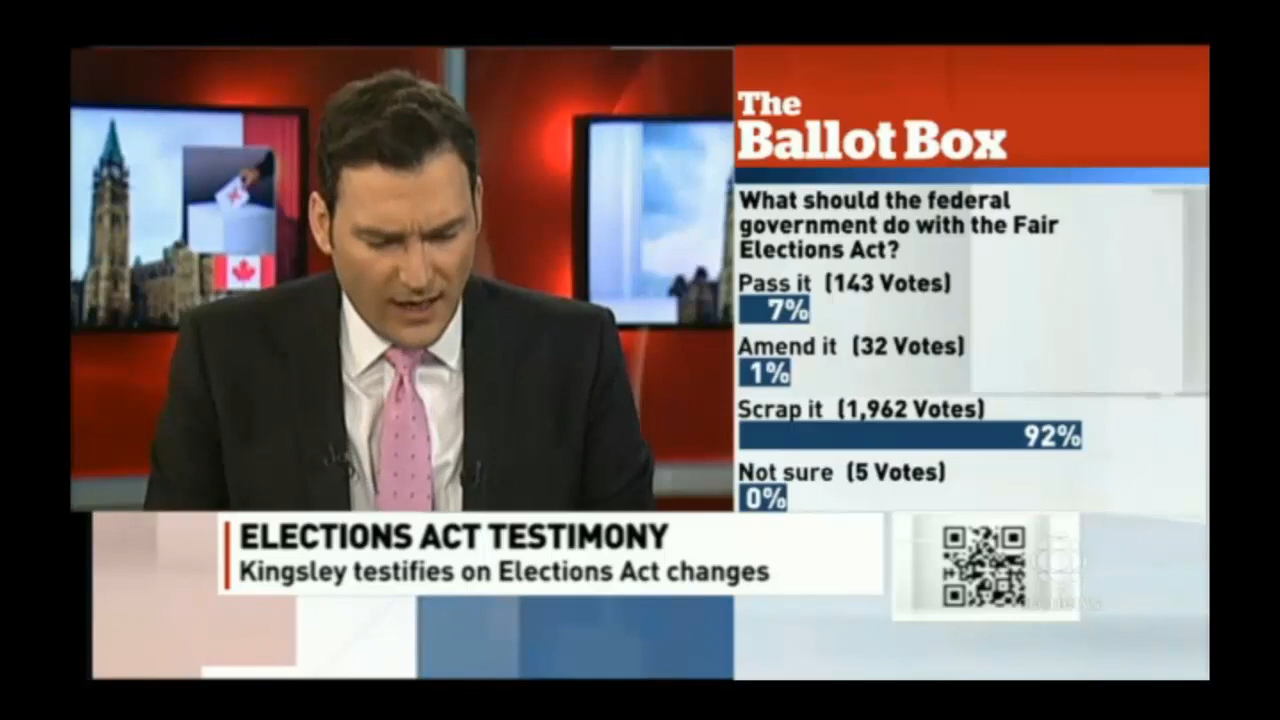 The
Ballot Box
What should the federal
government do with the Fair
Elections Act?
Pass it (143 Votes)
7%
Amend it (32 Votes)
1%
Scrap it (1,962 Votes)
92%
Not sure (5 Votes)
0%
ELECTIONS ACT TESTIMONY
Kingsley testifies on Elections Act changes